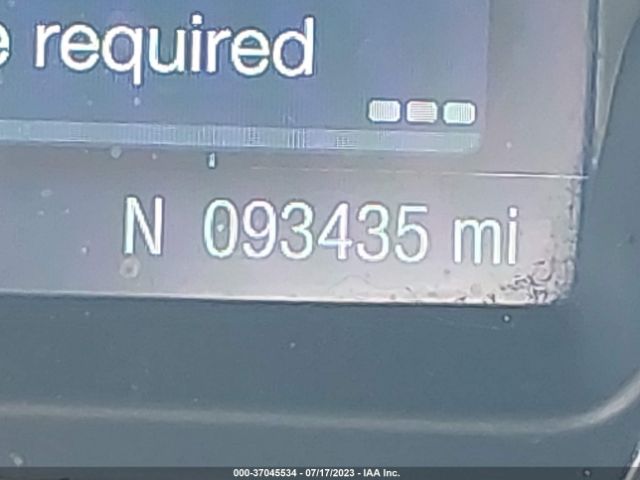 required
N 093435 mi
000-37045534 - 07/17/2023 - IAA Inc.